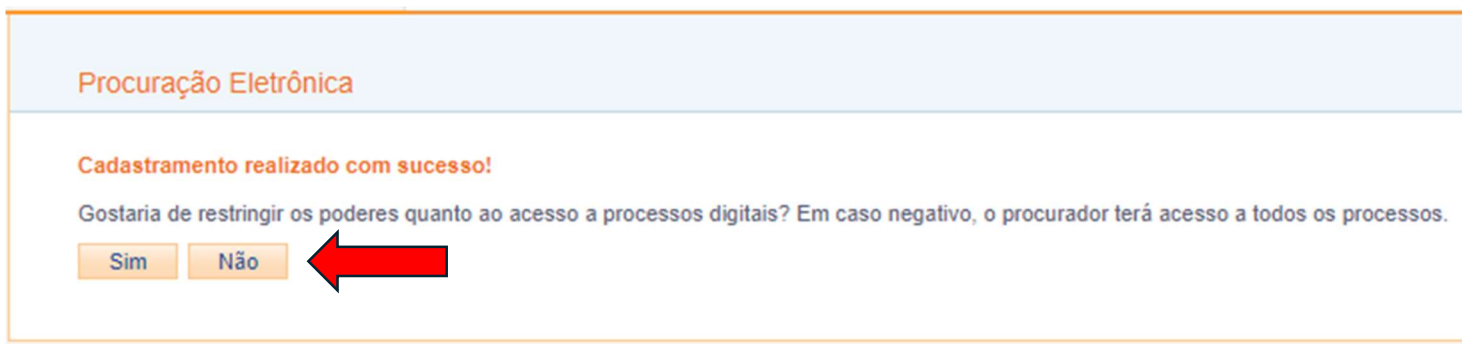 Procuração Eletrônica
Cadastramento realizado com sucesso!
Gostaria de restringir os poderes quanto ao acesso a processos digitais? Em caso negativo, o procurador terá acesso a todos os processos.
Sim Não